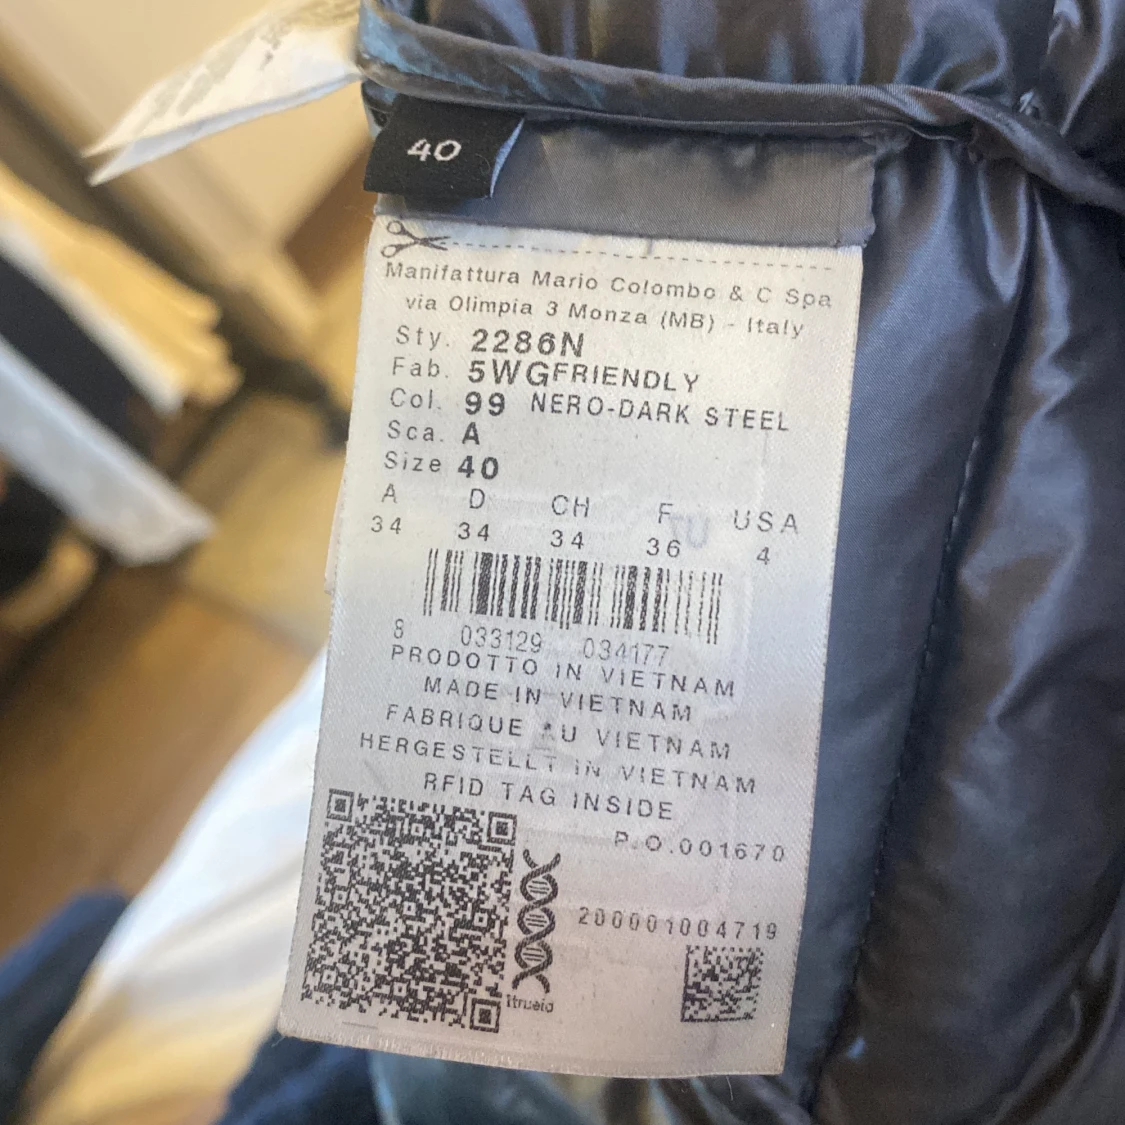 40
Manifattura Mario Colombo & C Spa
via Olimpia 3 Monza (MB) - Italy
Sty. 2286N
Fab. 5WGFRIENDLY
Col. 99 NERO-DARK STEEL
Sca. A
Size 40
A D CH F USA
34 34 34 36 4
8 033129 034177
PRODOTTO IN VIETNAM
MADE IN VIETNAM
FABRIQUE AU VIETNAM
HERGESTELLT IN VIETNAM
RFID TAG INSIDE
P.O.001670
200001004719
1trueid